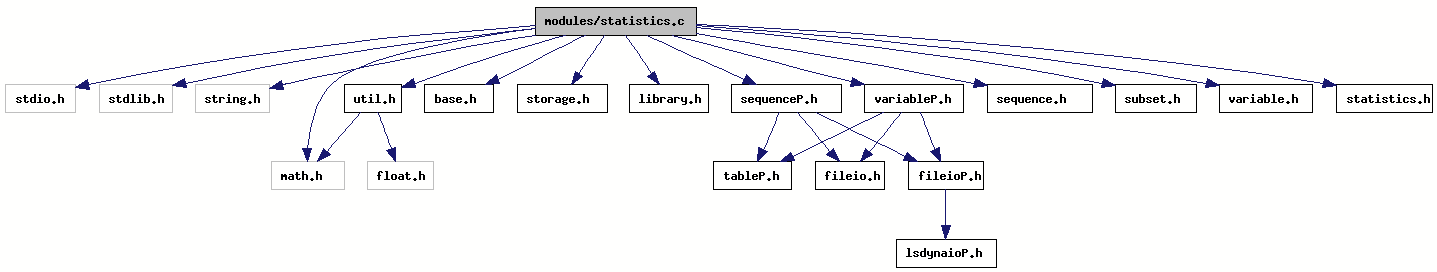 modules/statistics.c
stdio.h
stdlib.h
string.h
util.h
base.h
storage.h
library.h
sequenceP.h
variableP.h
sequence.h
subset.h
variable.h
statistics.h
math.h
float.h
tableP.h
fileio.h
fileioP.h
lsdynaioP.h